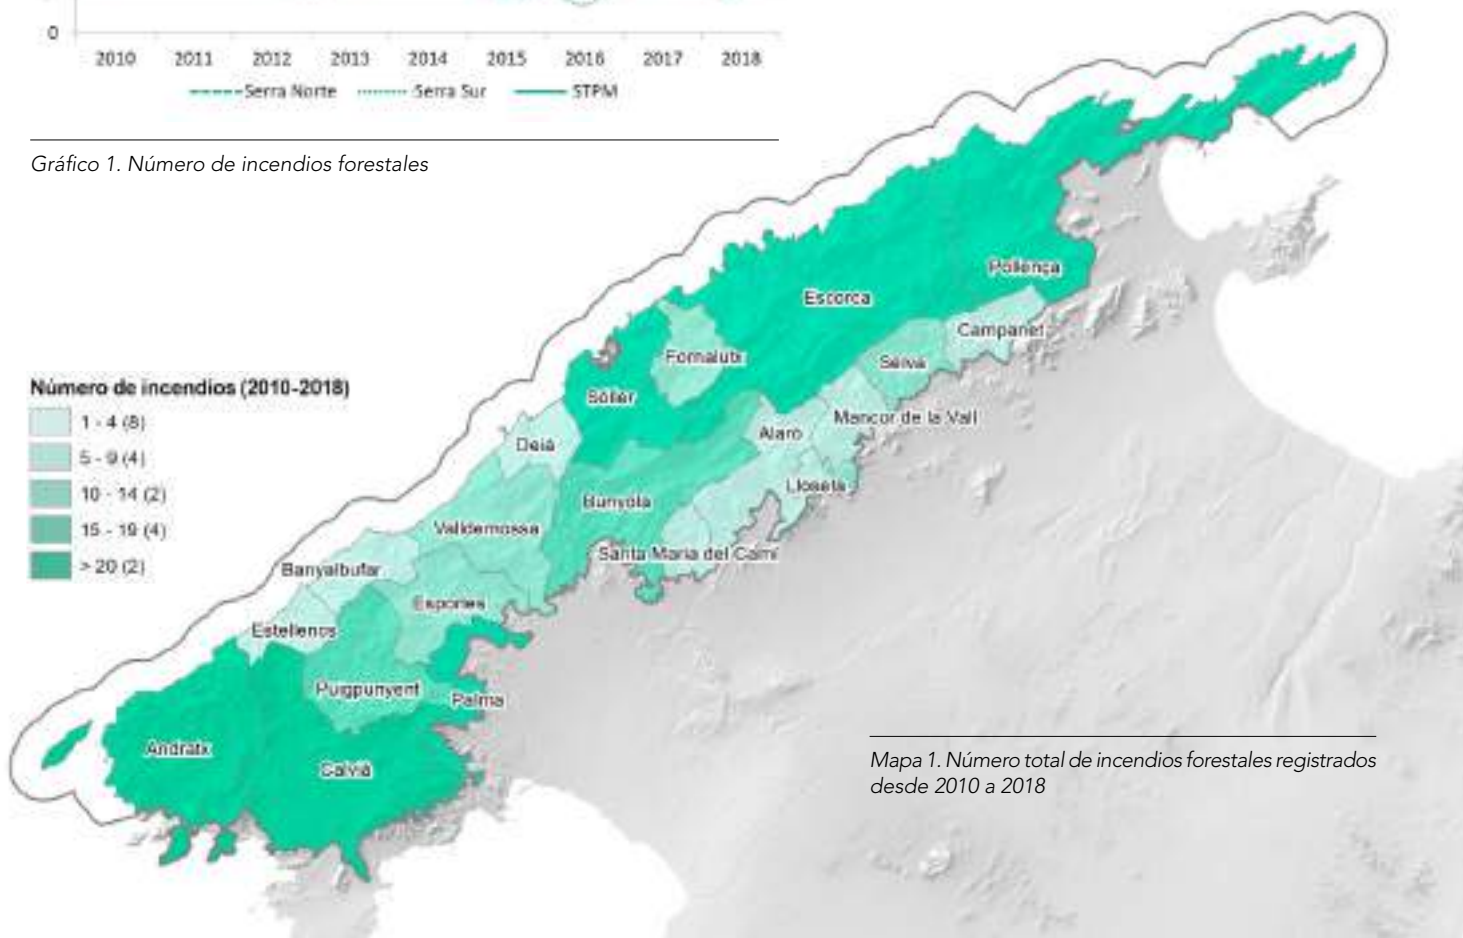 0
2010 2011 2012 2013 2014 2015 2016 2017 2018
Serra Norte Serra Sur STPM
Gráfico 1. Número de incendios forestales
Pollença
Escorca
Campanet
Fornalutx
Selva
Número de incendios (2010-2018)
1 - 4 (8)
5 - 9 (4)
10 - 14 (2)
15 - 19 (4)
> 20 (2)
Sóller
Mancor de la Vall
Alaró
Deià
Lloseta
Bunyola
Valldemossa
Santa Maria del Camí
Banyalbufar
Esporles
Estellencs
Puigpunyent
Palma
Andratx
Calvià
Mapa 1. Número total de incendios forestales registrados
desde 2010 a 2018